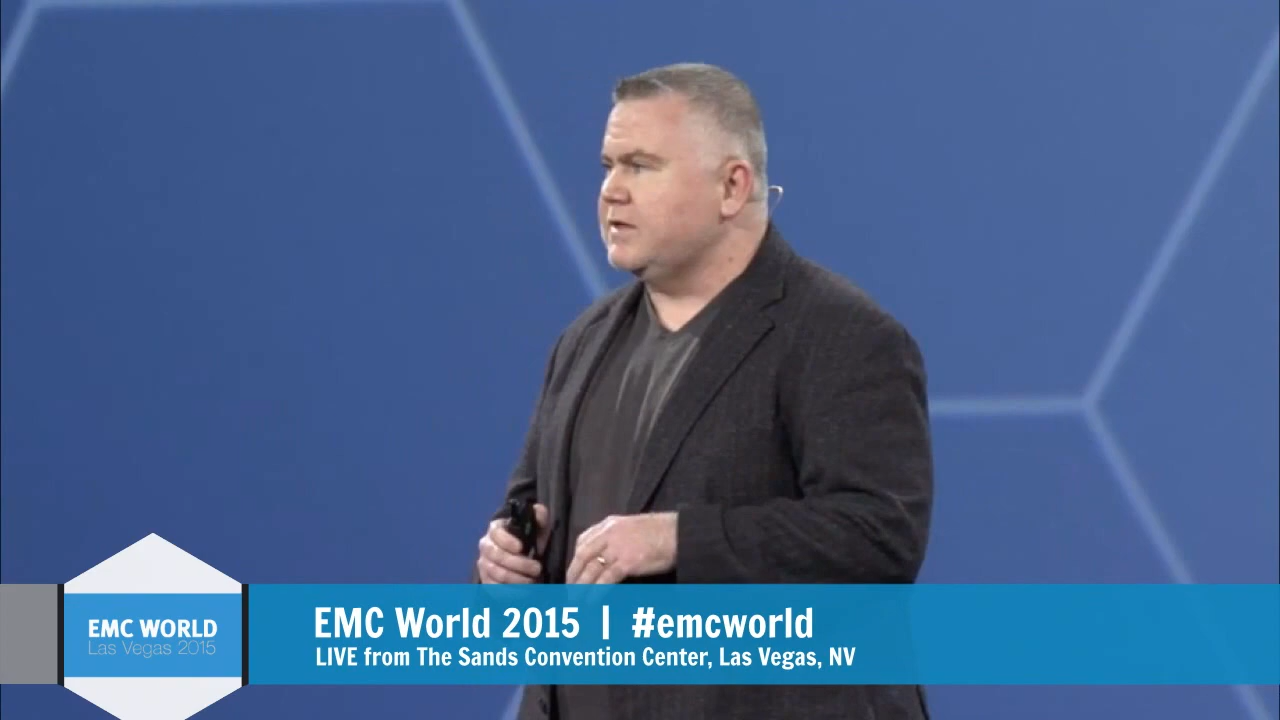 EMC WORLD
Las Vegas 2015
EMC World 2015 | #emcworld
LIVE from The Sands Convention Center, Las Vegas, NV